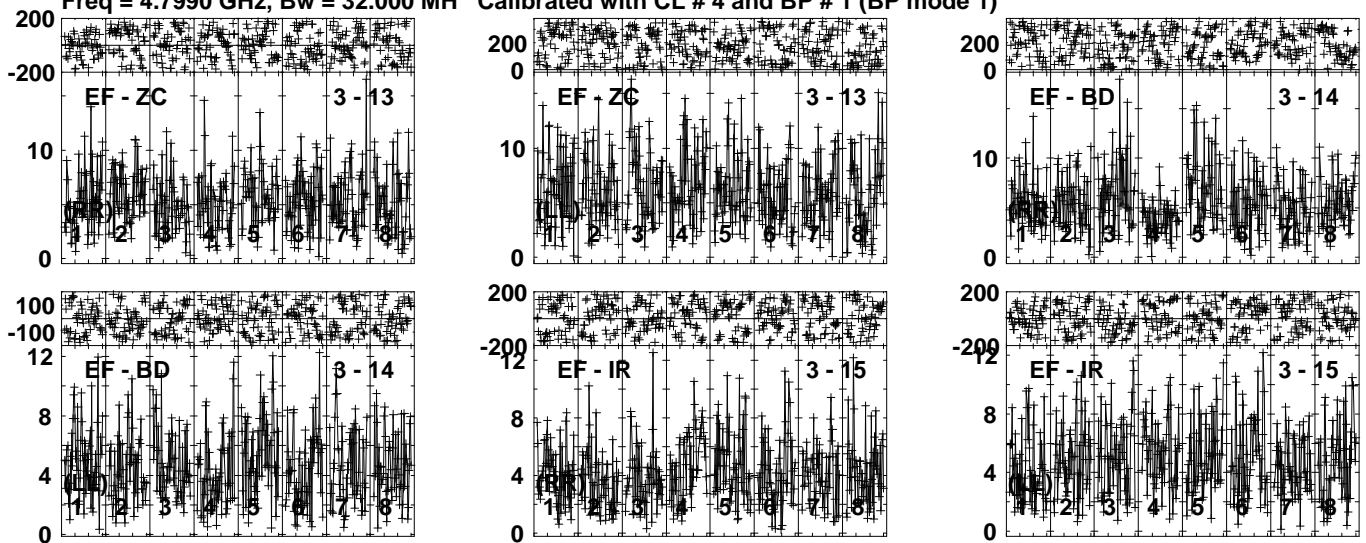 Freq = 4.7990 GHz, Bw = 32.000 MH Calibrated with CL # 4 and BP # 1 (BP mode 1)
200
-200
EF - ZC 3 - 13
10
(RR)
1 2 3 4 5 6 7 8
0
200
0
EF - ZC 3 - 13
10
(LL)
1 2 3 4 5 6 7 8
0
200
0
EF - BD 3 - 14
10
(RR)
1 2 3 4 5 6 7 8
0
100
-100
12
EF - BD 3 - 14
8
4
(LL)
1 2 3 4 5 6 7 8
0
200
-200
12
EF - IR 3 - 15
8
4
(RR)
1 2 3 4 5 6 7 8
0
200
-200
12
EF - IR 3 - 15
8
4
(LL)
1 2 3 4 5 6 7 8
0